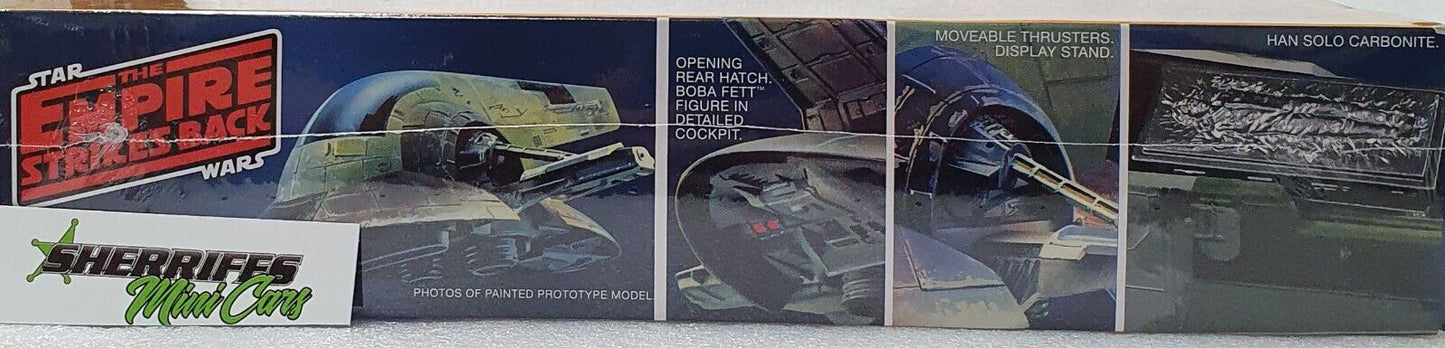 STAR
THE
EMPIRE
STRIKES BACK
WARS
SHERRIFFS
Mini Cars
PHOTOS OF PAINTED PROTOTYPE MODEL.
OPENING
REAR HATCH.
BOBA FETT™
FIGURE IN
DETAILED
COCKPIT.
MOVEABLE THRUSTERS.
DISPLAY STAND.
HAN SOLO CARBONITE.